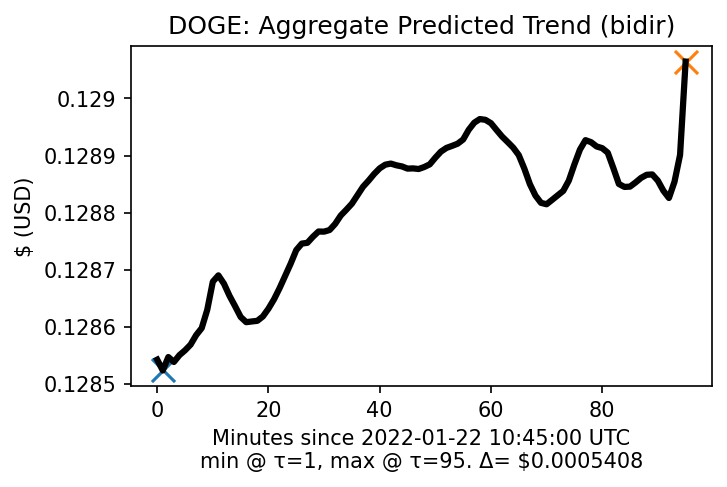 DOGE: Aggregate Predicted Trend (bidir)
$ (USD)
0.129
0.1289
0.1288
0.1287
0.1286
0.1285
0 20 40 60 80
Minutes since 2022-01-22 10:45:00 UTC
min @ τ=1, max @ τ=95. Δ= $0.0005408